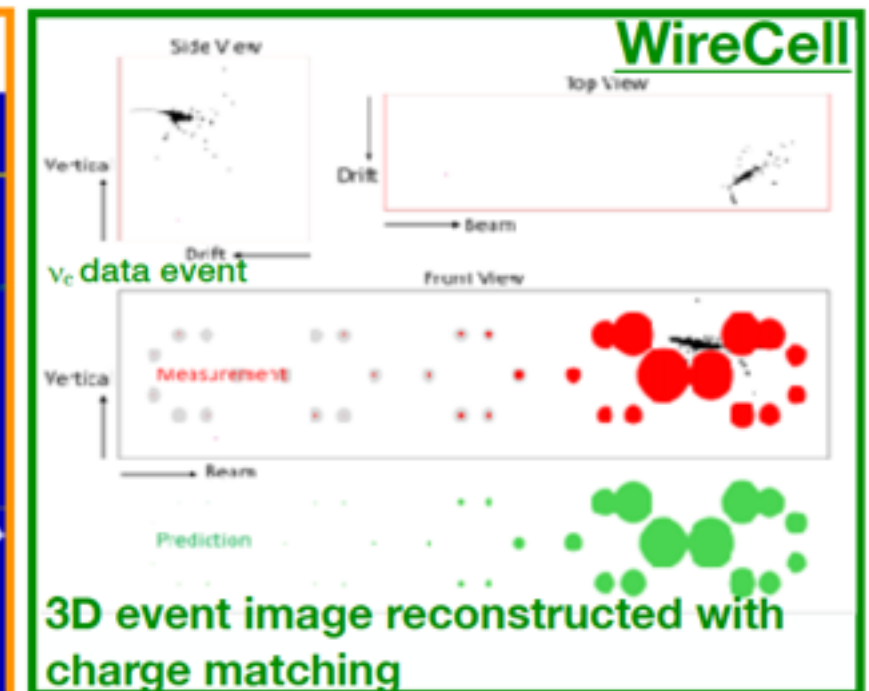 WireCell
Side View
Top View
Vertica
Drift
Drift
Beam
νe data event
Front View
Measurement
Vertica
Beam
Prediction
3D event image reconstructed with
charge matching